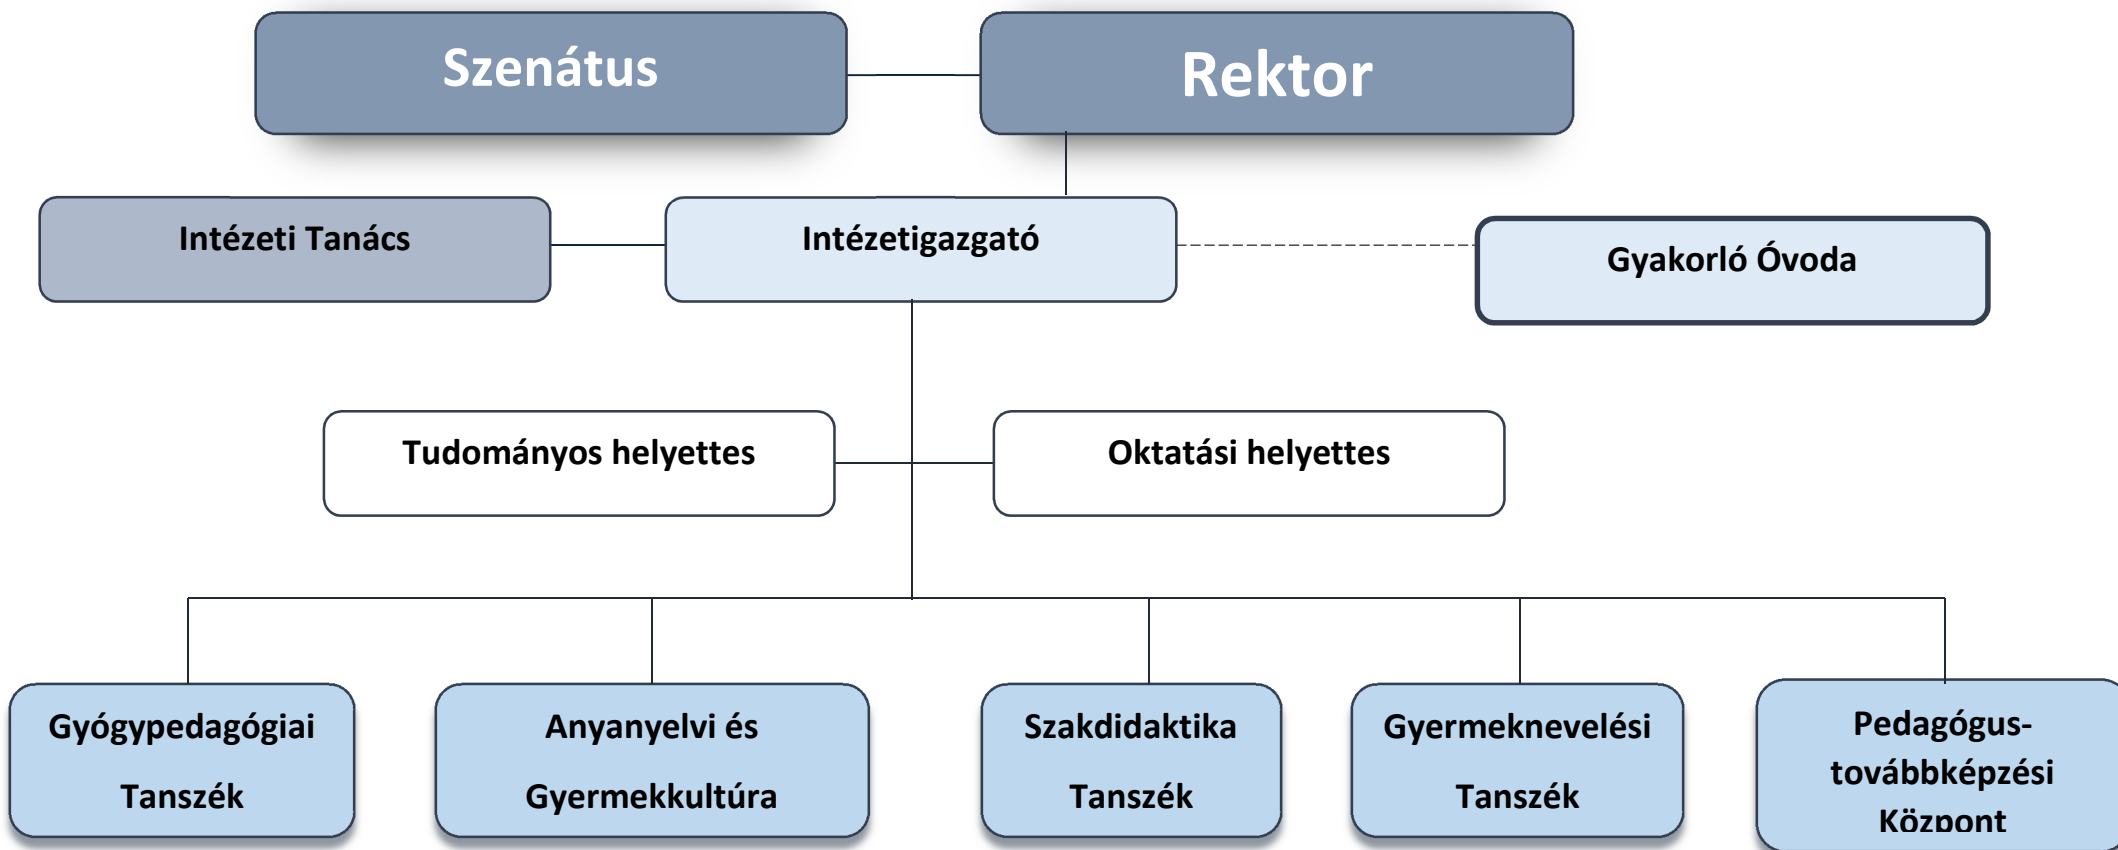 Szenátus
Rektor
Intézeti Tanács
Intézetigazgató
Gyakorló Óvoda
Tudományos helyettes
Oktatási helyettes
Gyógypedagógiai
Tanszék
Anyanyelvi és
Gyermekkultúra
Szakdidaktika
Tanszék
Gyermeknevelési
Tanszék
Pedagógus-
továbbképzési
Központ